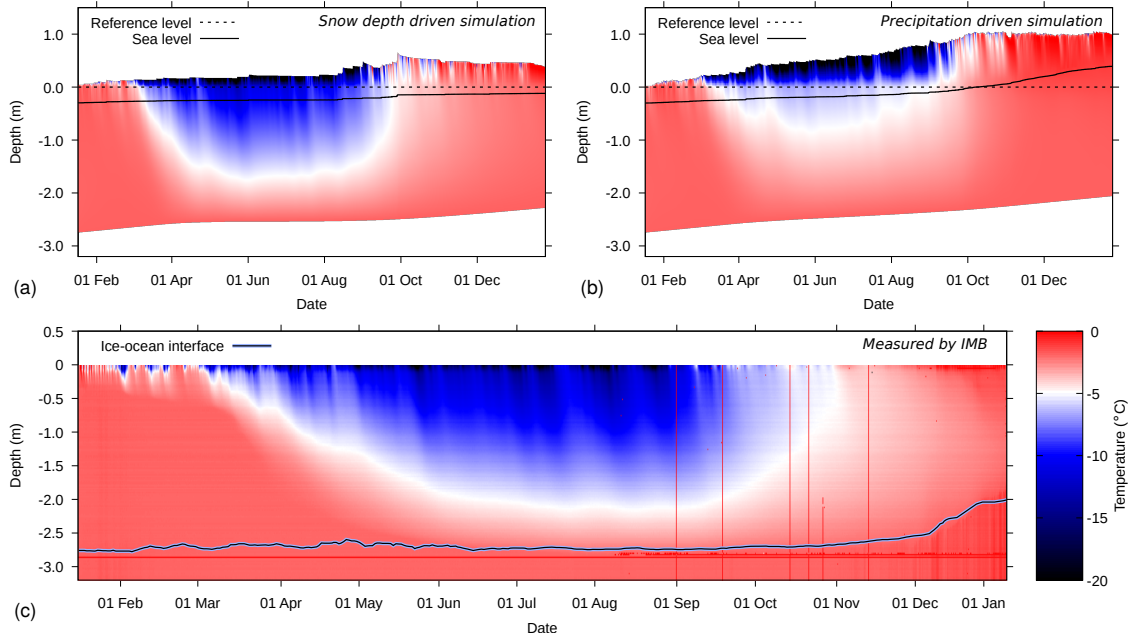 Reference level
Sea level
Snow depth driven simulation
1.0
0.0
-1.0
-2.0
-3.0
Depth (m)
01 Feb 01 Apr 01 Jun 01 Aug 01 Oct 01 Dec
(a)
Date
Reference level
Sea level
Precipitation driven simulation
1.0
0.0
-1.0
-2.0
-3.0
Depth (m)
01 Feb 01 Apr 01 Jun 01 Aug 01 Oct 01 Dec
(b)
Date
Ice-ocean interface
Measured by IMB
0.5
0
-0.5
-1.0
-1.5
-2.0
-2.5
-3.0
Depth (m)
01 Feb 01 Mar 01 Apr 01 May 01 Jun 01 Jul 01 Aug 01 Sep 01 Oct 01 Nov 01 Dec 01 Jan
(c)
Date
0
-5
-10
-15
-20
Temperature (°C)